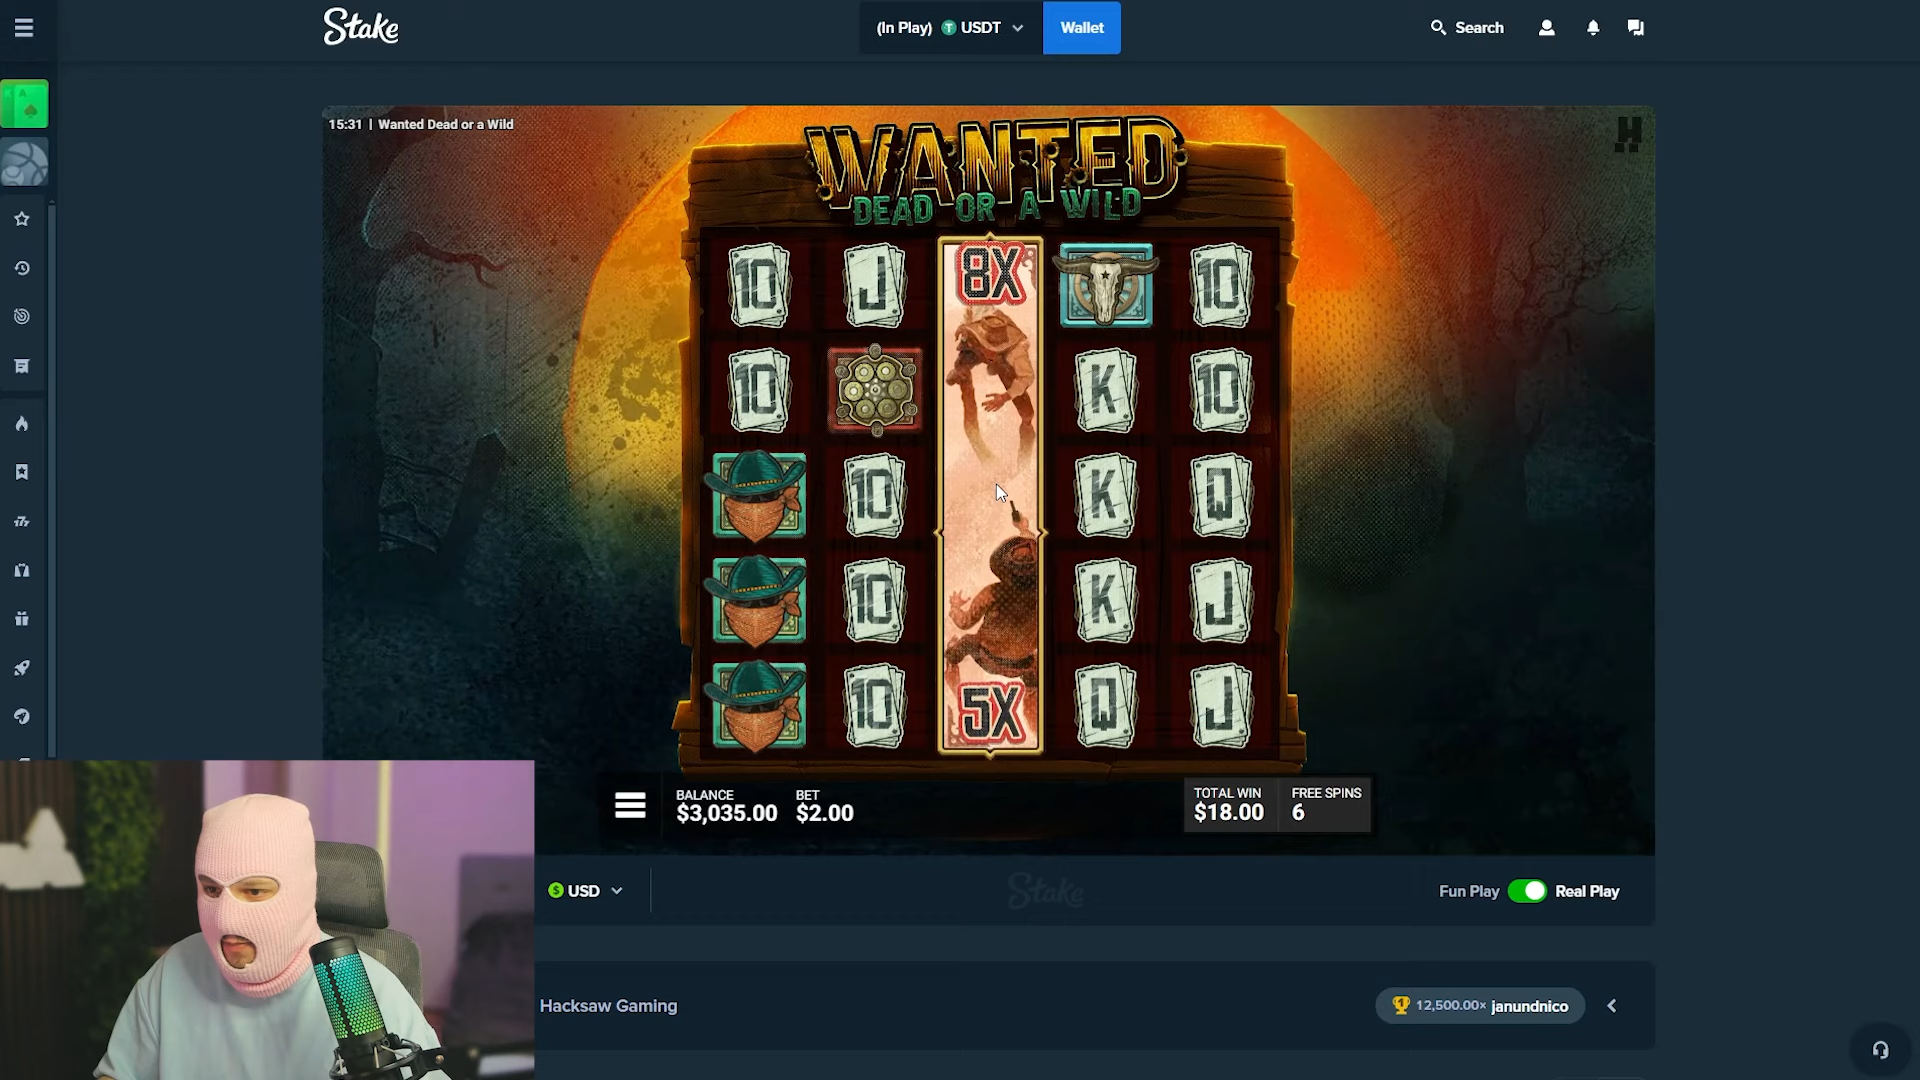 Stake
(In Play) USDT
Wallet
Search
15:31 | Wanted Dead or a Wild
WANTED
DEAD OR A WILD
10 J 8X 10
10 K 10
10 K Q
10 K J
10 5X Q J
BALANCE
$3,035.00
BET
$2.00
TOTAL WIN
$18.00
FREE SPINS
6
$ USD
Stake
Fun Play
Real Play
Hacksaw Gaming
1 12,500.00× janundnico